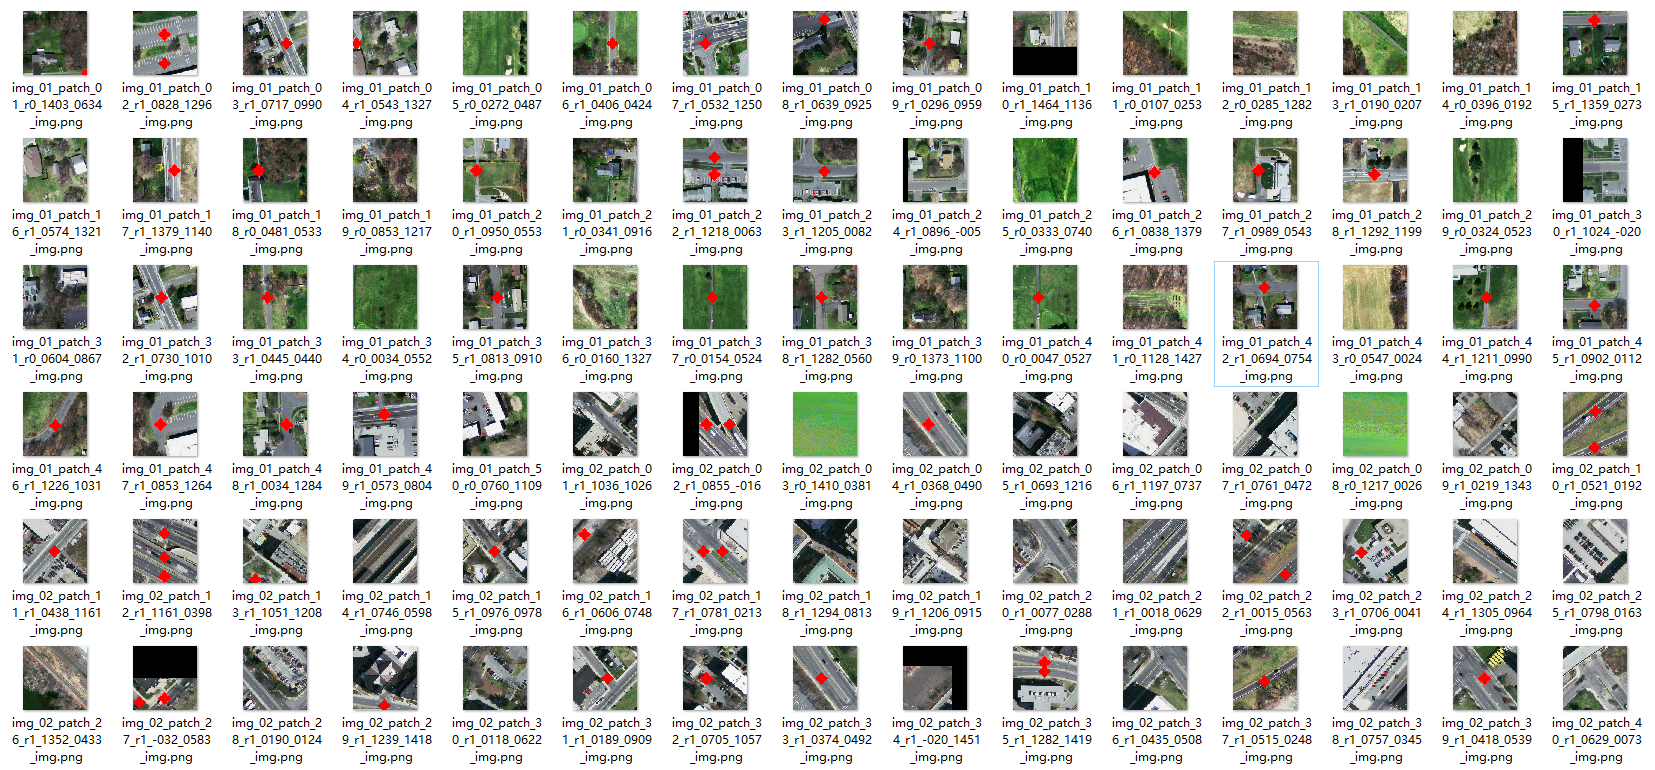 img_01_patch_0 img_01_patch_0 img_01_patch_0 img_01_patch_0 img_01_patch_0 img_01_patch_0 img_01_patch_0 img_01_patch_0 img_01_patch_0 img_01_patch_1 img_01_patch_1 img_01_patch_1 img_01_patch_1 img_01_patch_1 img_01_patch_1
1_r0_1403_0634 2_r1_0828_1296 3_r1_0717_0990 4_r1_0543_1327 5_r0_0272_0487 6_r1_0406_0424 7_r1_0532_1250 8_r1_0639_0925 9_r1_0296_0959 0_r1_1464_1136 1_r0_0107_0253 2_r0_0285_1282 3_r1_0190_0207 4_r0_0396_0192 5_r1_1359_0273
_img.png _img.png _img.png _img.png _img.png _img.png _img.png _img.png _img.png _img.png _img.png _img.png _img.png _img.png _img.png
img_01_patch_1 img_01_patch_1 img_01_patch_1 img_01_patch_1 img_01_patch_2 img_01_patch_2 img_01_patch_2 img_01_patch_2 img_01_patch_2 img_01_patch_2 img_01_patch_2 img_01_patch_2 img_01_patch_2 img_01_patch_2 img_01_patch_3
6_r1_0574_1321 7_r1_1379_1140 8_r0_0481_0533 9_r0_0853_1217 0_r1_0950_0553 1_r0_0341_0916 2_r1_1218_0063 3_r1_1205_0082 4_r1_0896_-005 5_r0_0333_0740 6_r1_0838_1379 7_r1_0989_0543 8_r1_1292_1199 9_r0_0324_0523 0_r1_1024_-020
_img.png _img.png _img.png _img.png _img.png _img.png _img.png _img.png _img.png _img.png _img.png _img.png _img.png _img.png _img.png
img_01_patch_3 img_01_patch_3 img_01_patch_3 img_01_patch_3 img_01_patch_3 img_01_patch_3 img_01_patch_3 img_01_patch_3 img_01_patch_3 img_01_patch_4 img_01_patch_4 img_01_patch_4 img_01_patch_4 img_01_patch_4 img_01_patch_4
1_r0_0604_0867 2_r1_0730_1010 3_r1_0445_0440 4_r0_0034_0552 5_r1_0813_0910 6_r0_0160_1327 7_r0_0154_0524 8_r1_1282_0560 9_r0_1373_1100 0_r0_0047_0527 1_r0_1128_1427 2_r1_0694_0754 3_r0_0547_0024 4_r1_1211_0990 5_r1_0902_0112
_img.png _img.png _img.png _img.png _img.png _img.png _img.png _img.png _img.png _img.png _img.png _img.png _img.png _img.png _img.png
img_01_patch_4 img_01_patch_4 img_01_patch_4 img_01_patch_4 img_01_patch_5 img_02_patch_0 img_02_patch_0 img_02_patch_0 img_02_patch_0 img_02_patch_0 img_02_patch_0 img_02_patch_0 img_02_patch_0 img_02_patch_0 img_02_patch_1
6_r1_1226_1031 7_r1_0853_1264 8_r1_0034_1284 9_r1_0573_0804 0_r0_0760_1109 1_r1_1036_1026 2_r1_0855_-016 3_r0_1410_0381 4_r1_0368_0490 5_r1_0693_1216 6_r1_1197_0737 7_r1_0761_0472 8_r0_1217_0026 9_r1_0219_1343 0_r1_0521_0192
_img.png _img.png _img.png _img.png _img.png _img.png _img.png _img.png _img.png _img.png _img.png _img.png _img.png _img.png _img.png
img_02_patch_1 img_02_patch_1 img_02_patch_1 img_02_patch_1 img_02_patch_1 img_02_patch_1 img_02_patch_1 img_02_patch_1 img_02_patch_1 img_02_patch_2 img_02_patch_2 img_02_patch_2 img_02_patch_2 img_02_patch_2 img_02_patch_2
1_r1_0438_1161 2_r1_1161_0398 3_r1_1051_1208 4_r1_0746_0598 5_r1_0976_0978 6_r1_0606_0748 7_r1_0781_0213 8_r1_1294_0813 9_r1_1206_0915 0_r1_0077_0288 1_r1_0018_0629 2_r1_0015_0563 3_r1_0706_0041 4_r1_1305_0964 5_r1_0798_0163
_img.png _img.png _img.png _img.png _img.png _img.png _img.png _img.png _img.png _img.png _img.png _img.png _img.png _img.png _img.png
img_02_patch_2 img_02_patch_2 img_02_patch_2 img_02_patch_2 img_02_patch_3 img_02_patch_3 img_02_patch_3 img_02_patch_3 img_02_patch_3 img_02_patch_3 img_02_patch_3 img_02_patch_3 img_02_patch_3 img_02_patch_3 img_02_patch_4
6_r1_1352_0433 7_r1_-032_0583 8_r1_0190_0124 9_r1_1239_1418 0_r1_0118_0622 1_r1_0189_0909 2_r1_0705_1057 3_r1_0374_0492 4_r1_-020_1451 5_r1_1282_1419 6_r1_0435_0508 7_r1_0515_0248 8_r1_0757_0345 9_r1_0418_0539 0_r1_0629_0073
_img.png _img.png _img.png _img.png _img.png _img.png _img.png _img.png _img.png _img.png _img.png _img.png _img.png _img.png _img.png